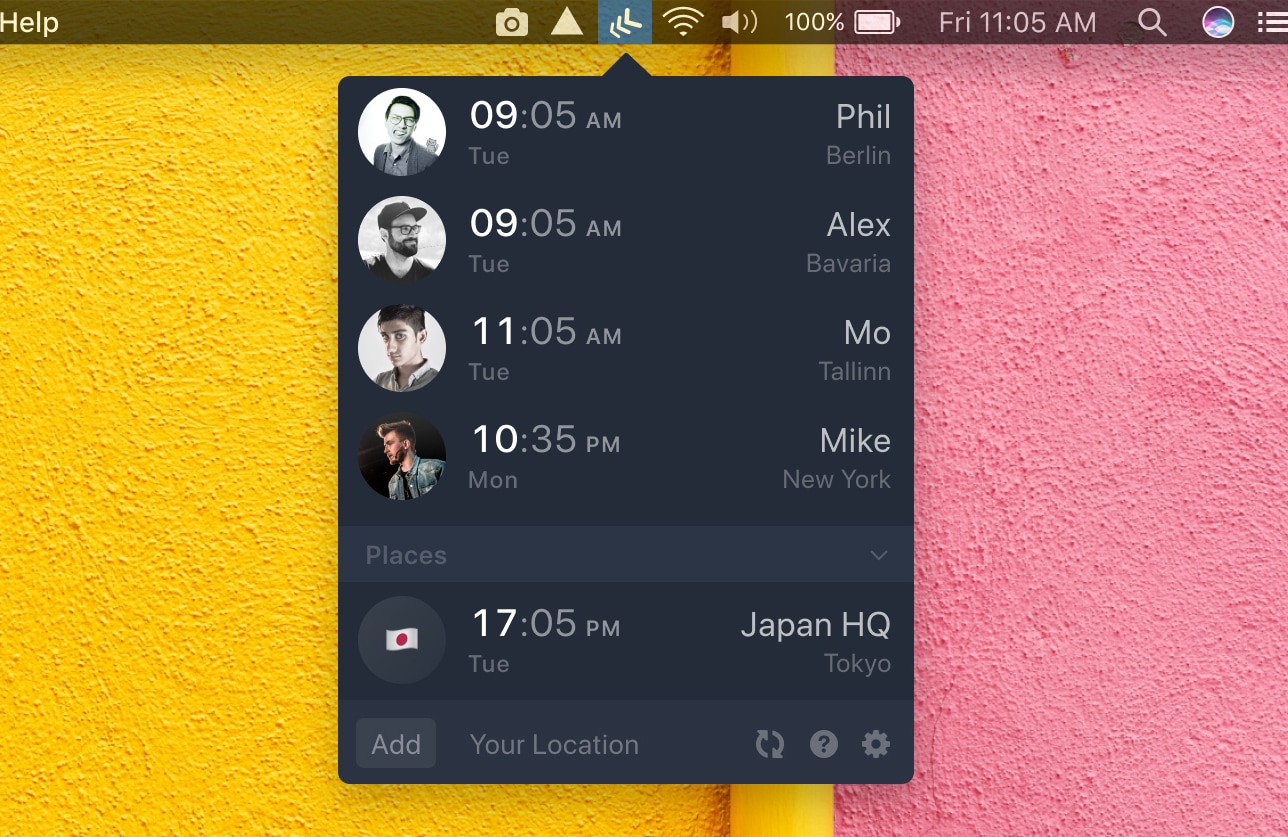 Help 100% Fri 11:05 AM
09:05 AM Phil
Tue Berlin
09:05 AM Alex
Tue Bavaria
11:05 AM Mo
Tue Tallinn
10:35 PM Mike
Mon New York
Places
17:05 PM Japan HQ
Tue Tokyo
Add Your Location ?